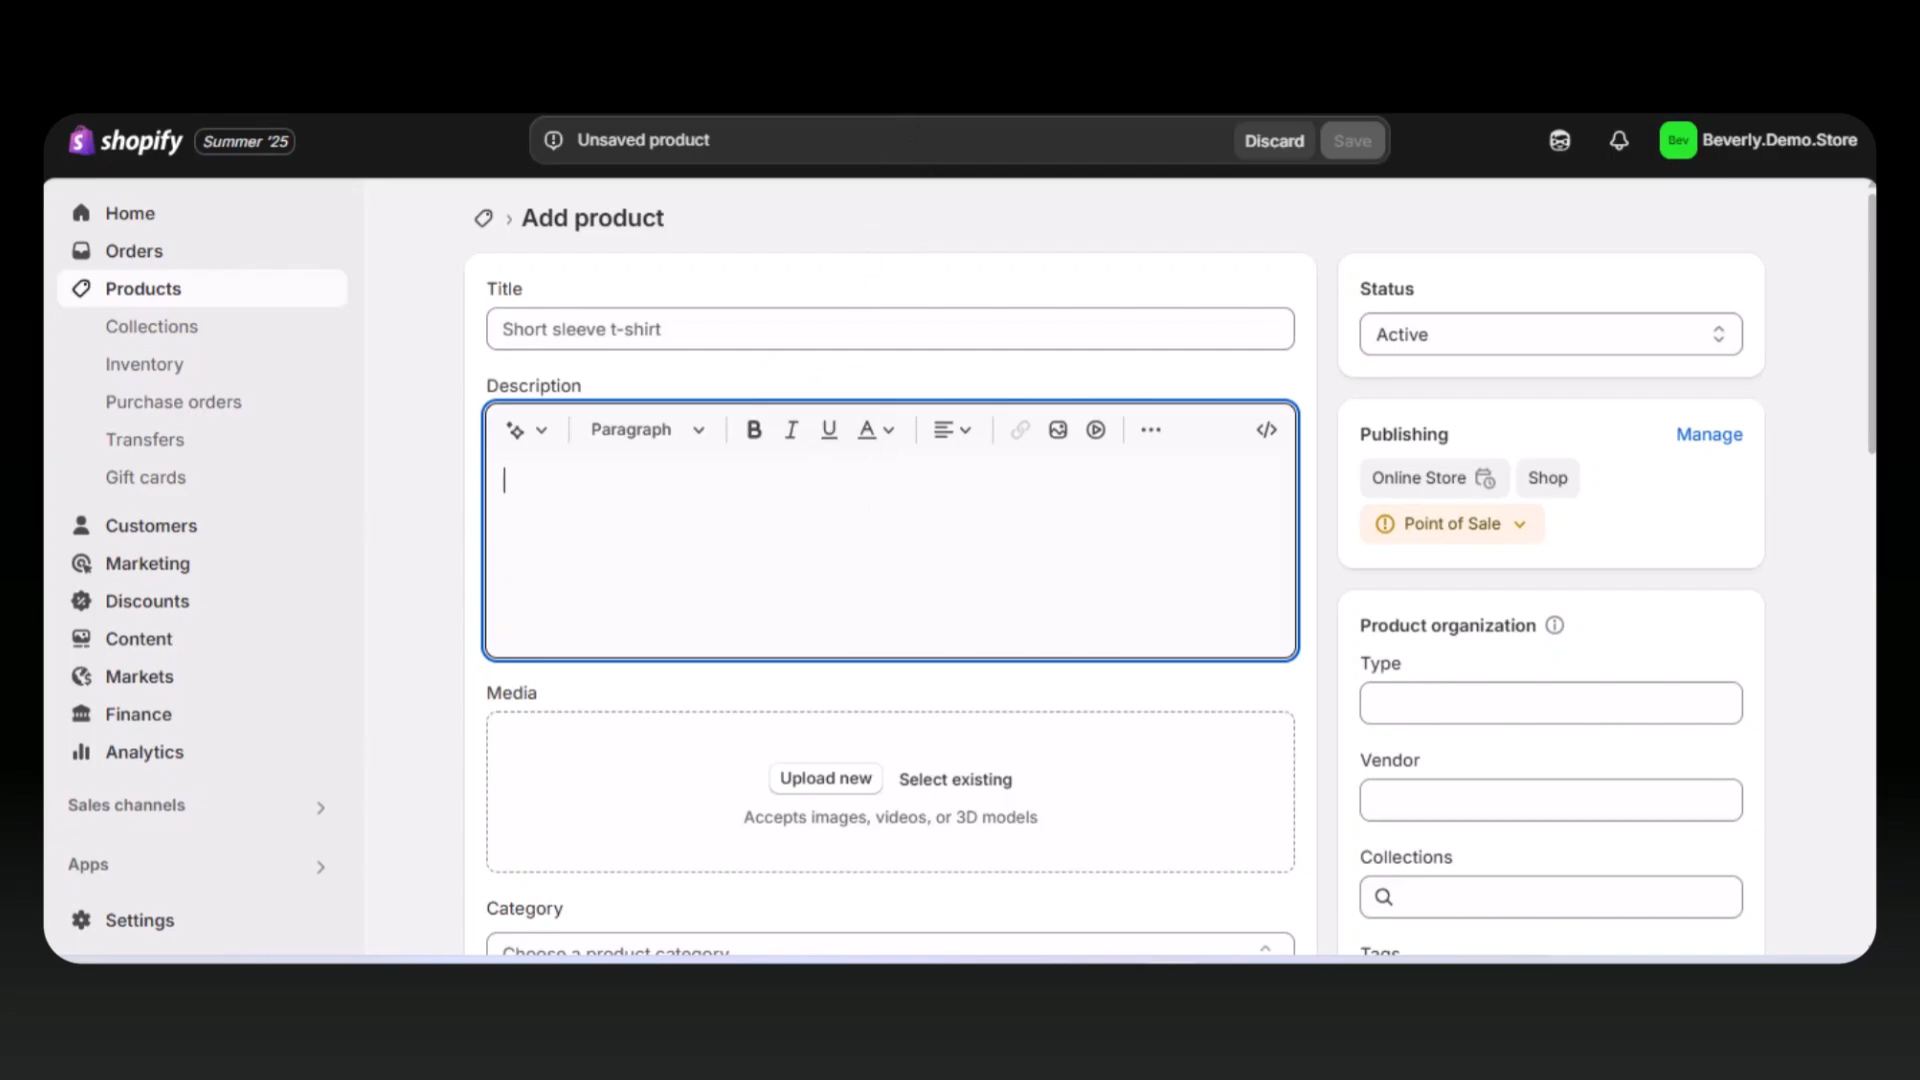 shopify Summer '25
Unsaved product
Discard
Save
Bev
Beverly.Demo.Store
Home
Orders
Products
Collections
Inventory
Purchase orders
Transfers
Gift cards
Customers
Marketing
Discounts
Content
Markets
Finance
Analytics
Sales channels
Apps
Settings
Add product
Title
Short sleeve t-shirt
Description
Paragraph
B I U A
Media
Upload new Select existing
Accepts images, videos, or 3D models
Category
Choose a product category
Status
Active
Publishing Manage
Online Store Shop
Point of Sale
Product organization
Type
Vendor
Collections
Tags